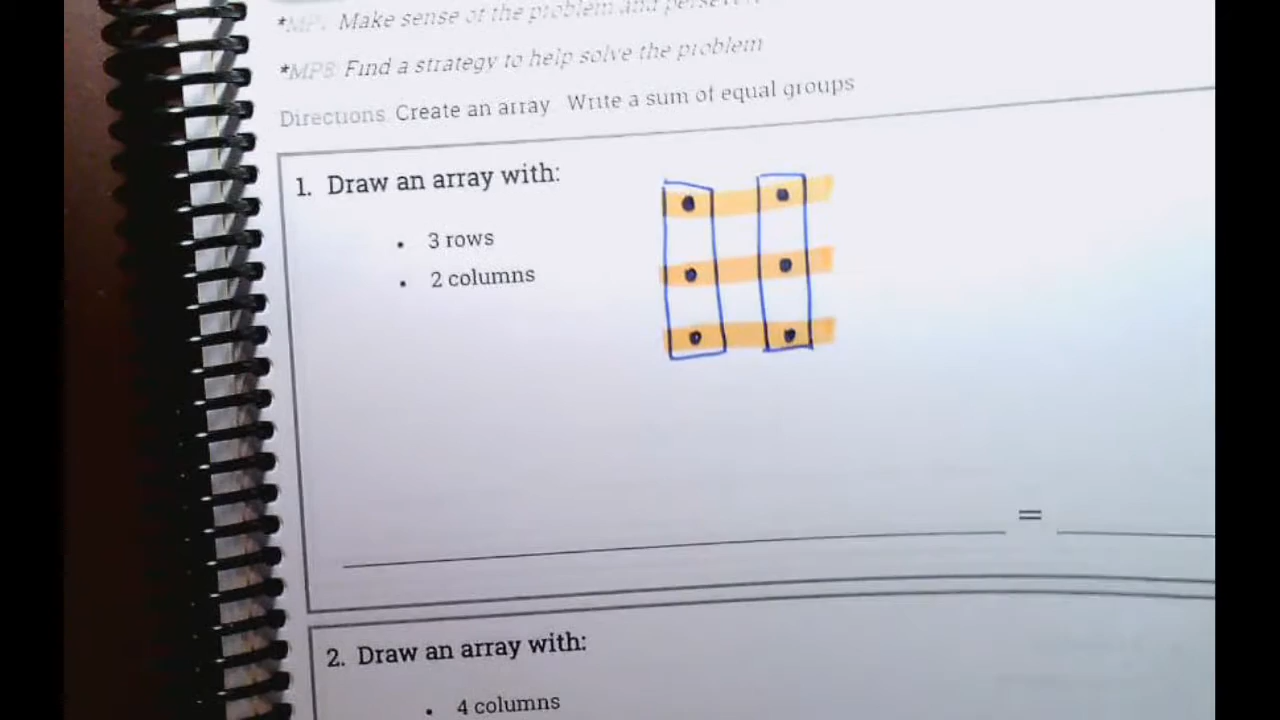 *MP1 Make sense of the problem and
*MP8 Find a strategy to help solve the problem
Directions Create an array Write a sum of equal groups
1. Draw an array with:
• 3 rows
• 2 columns
=
2. Draw an array with:
• 4 columns